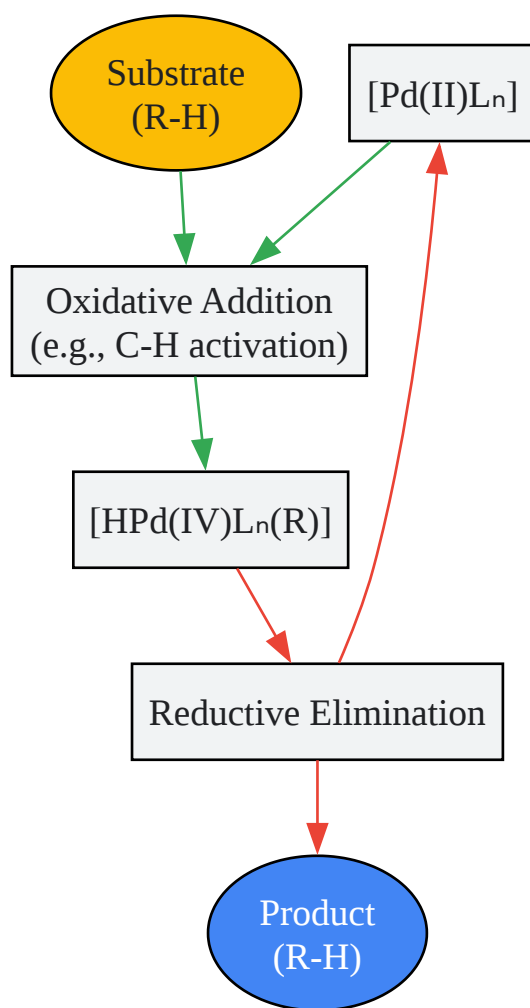 Substrate
(R-H)
[Pd(II)Lₙ]
Oxidative Addition
(e.g., C-H activation)
[HPd(IV)Lₙ(R)]
Reductive Elimination
Product
(R-H)